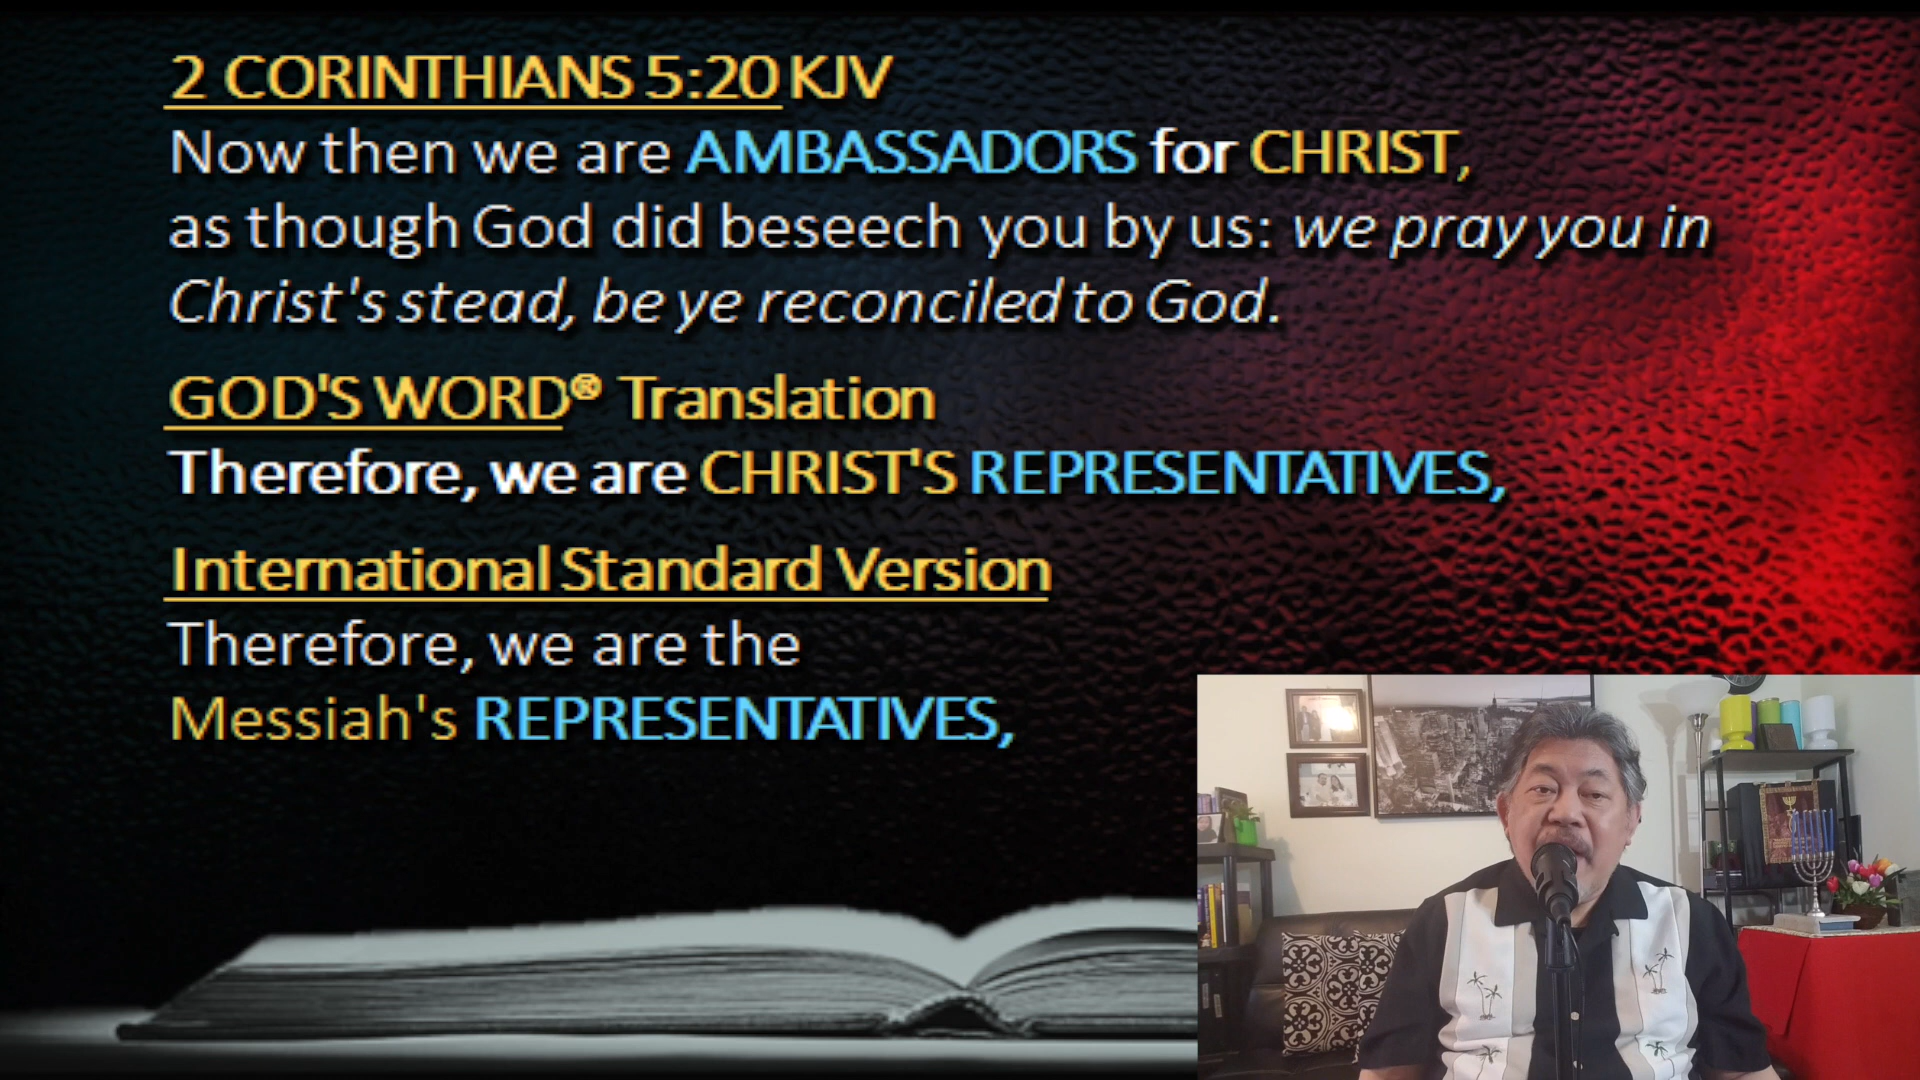 2 CORINTHIANS 5:20 KJV
Now then we are AMBASSADORS for CHRIST,
as though God did beseech you by us: we pray you in
Christ's stead, be ye reconciled to God.
GOD'S WORD® Translation
Therefore, we are CHRIST'S REPRESENTATIVES,
International Standard Version
Therefore, we are the
Messiah's REPRESENTATIVES,